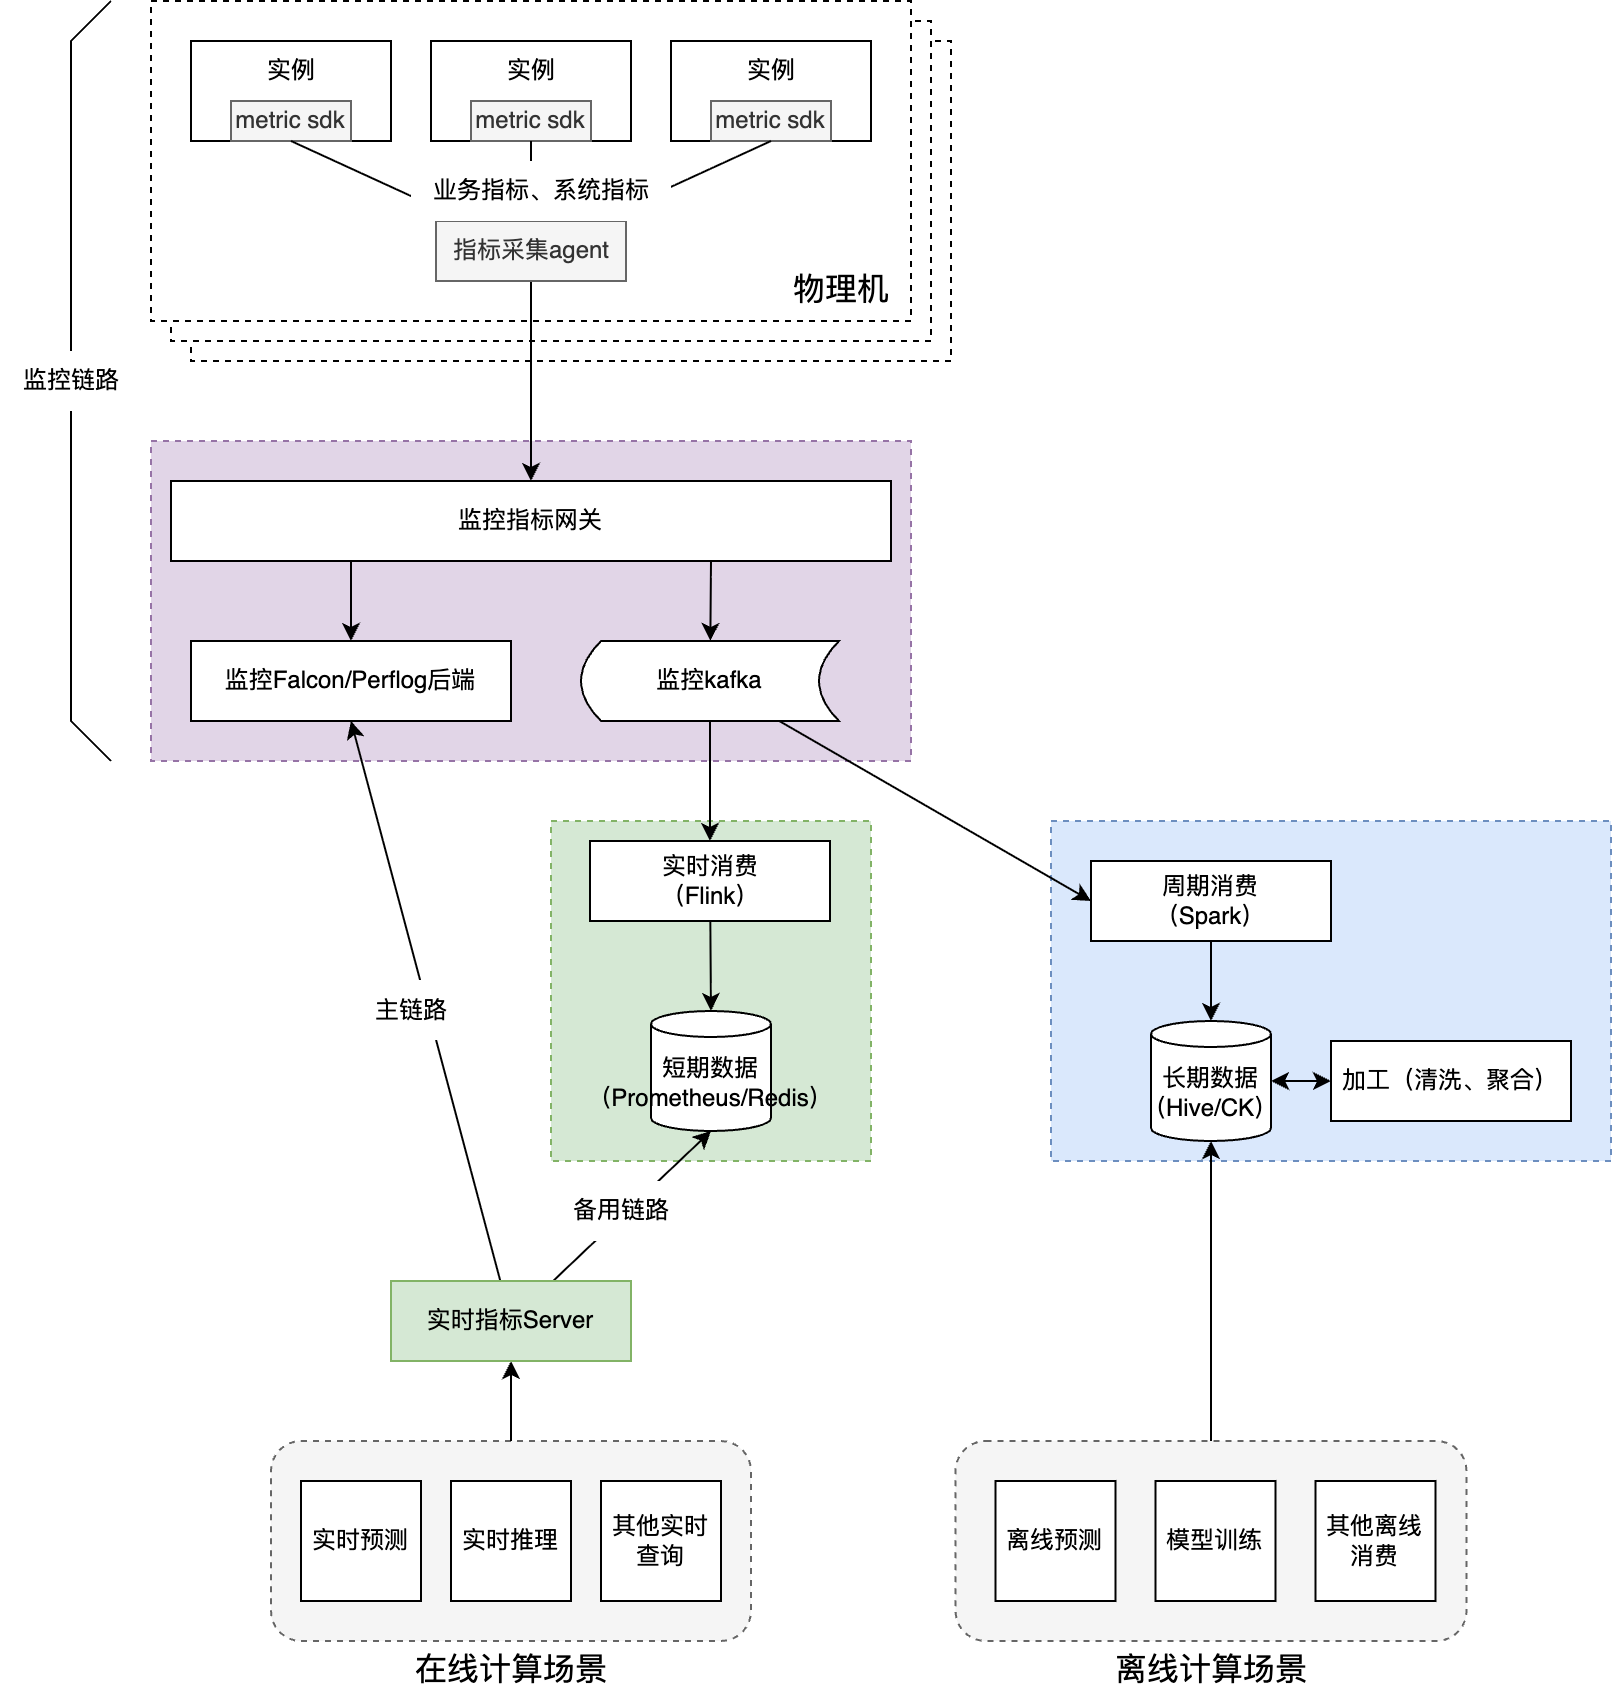 实例
实例
实例
metric sdk
metric sdk
metric sdk
业务指标、系统指标
指标采集agent
物理机
监控链路
监控指标网关
监控Falcon/Perflog后端
监控kafka
实时消费
（Flink）
周期消费
（Spark）
主链路
短期数据
（Prometheus/Redis）
长期数据
（Hive/CK）
加工（清洗、聚合）
备用链路
实时指标Server
实时预测
实时推理
其他实时
查询
离线预测
模型训练
其他离线
消费
在线计算场景
离线计算场景